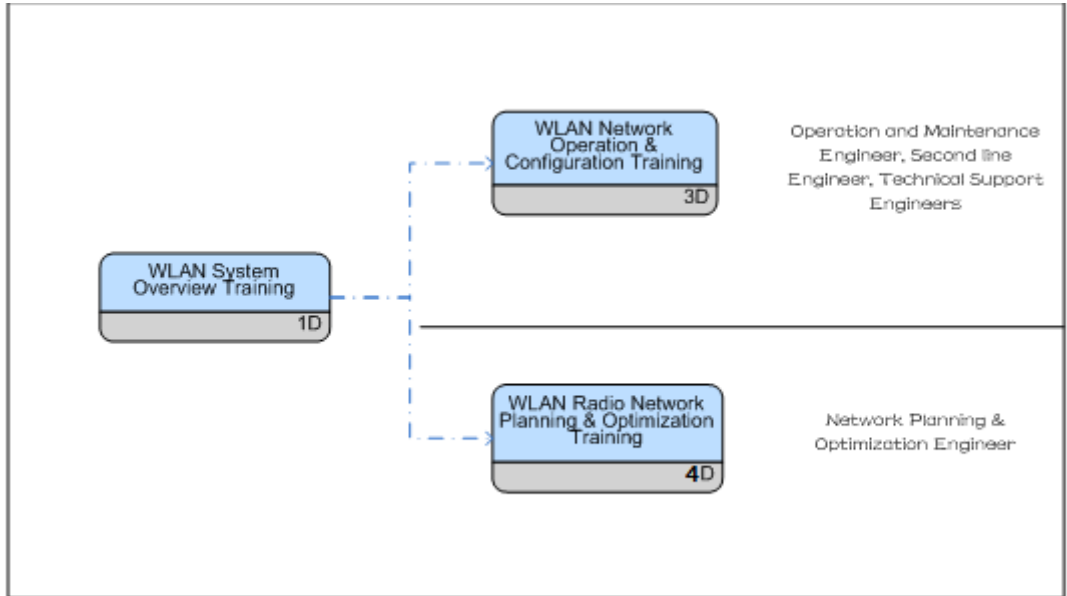 WLAN Network
Operation &
Configuration Training
3D
Operation and Maintenance
Engineer, Second line
Engineer, Technical Support
Engineers
WLAN System
Overview Training
1D
WLAN Radio Network
Planning & Optimization
Training
4D
Network Planning &
Optimization Engineer